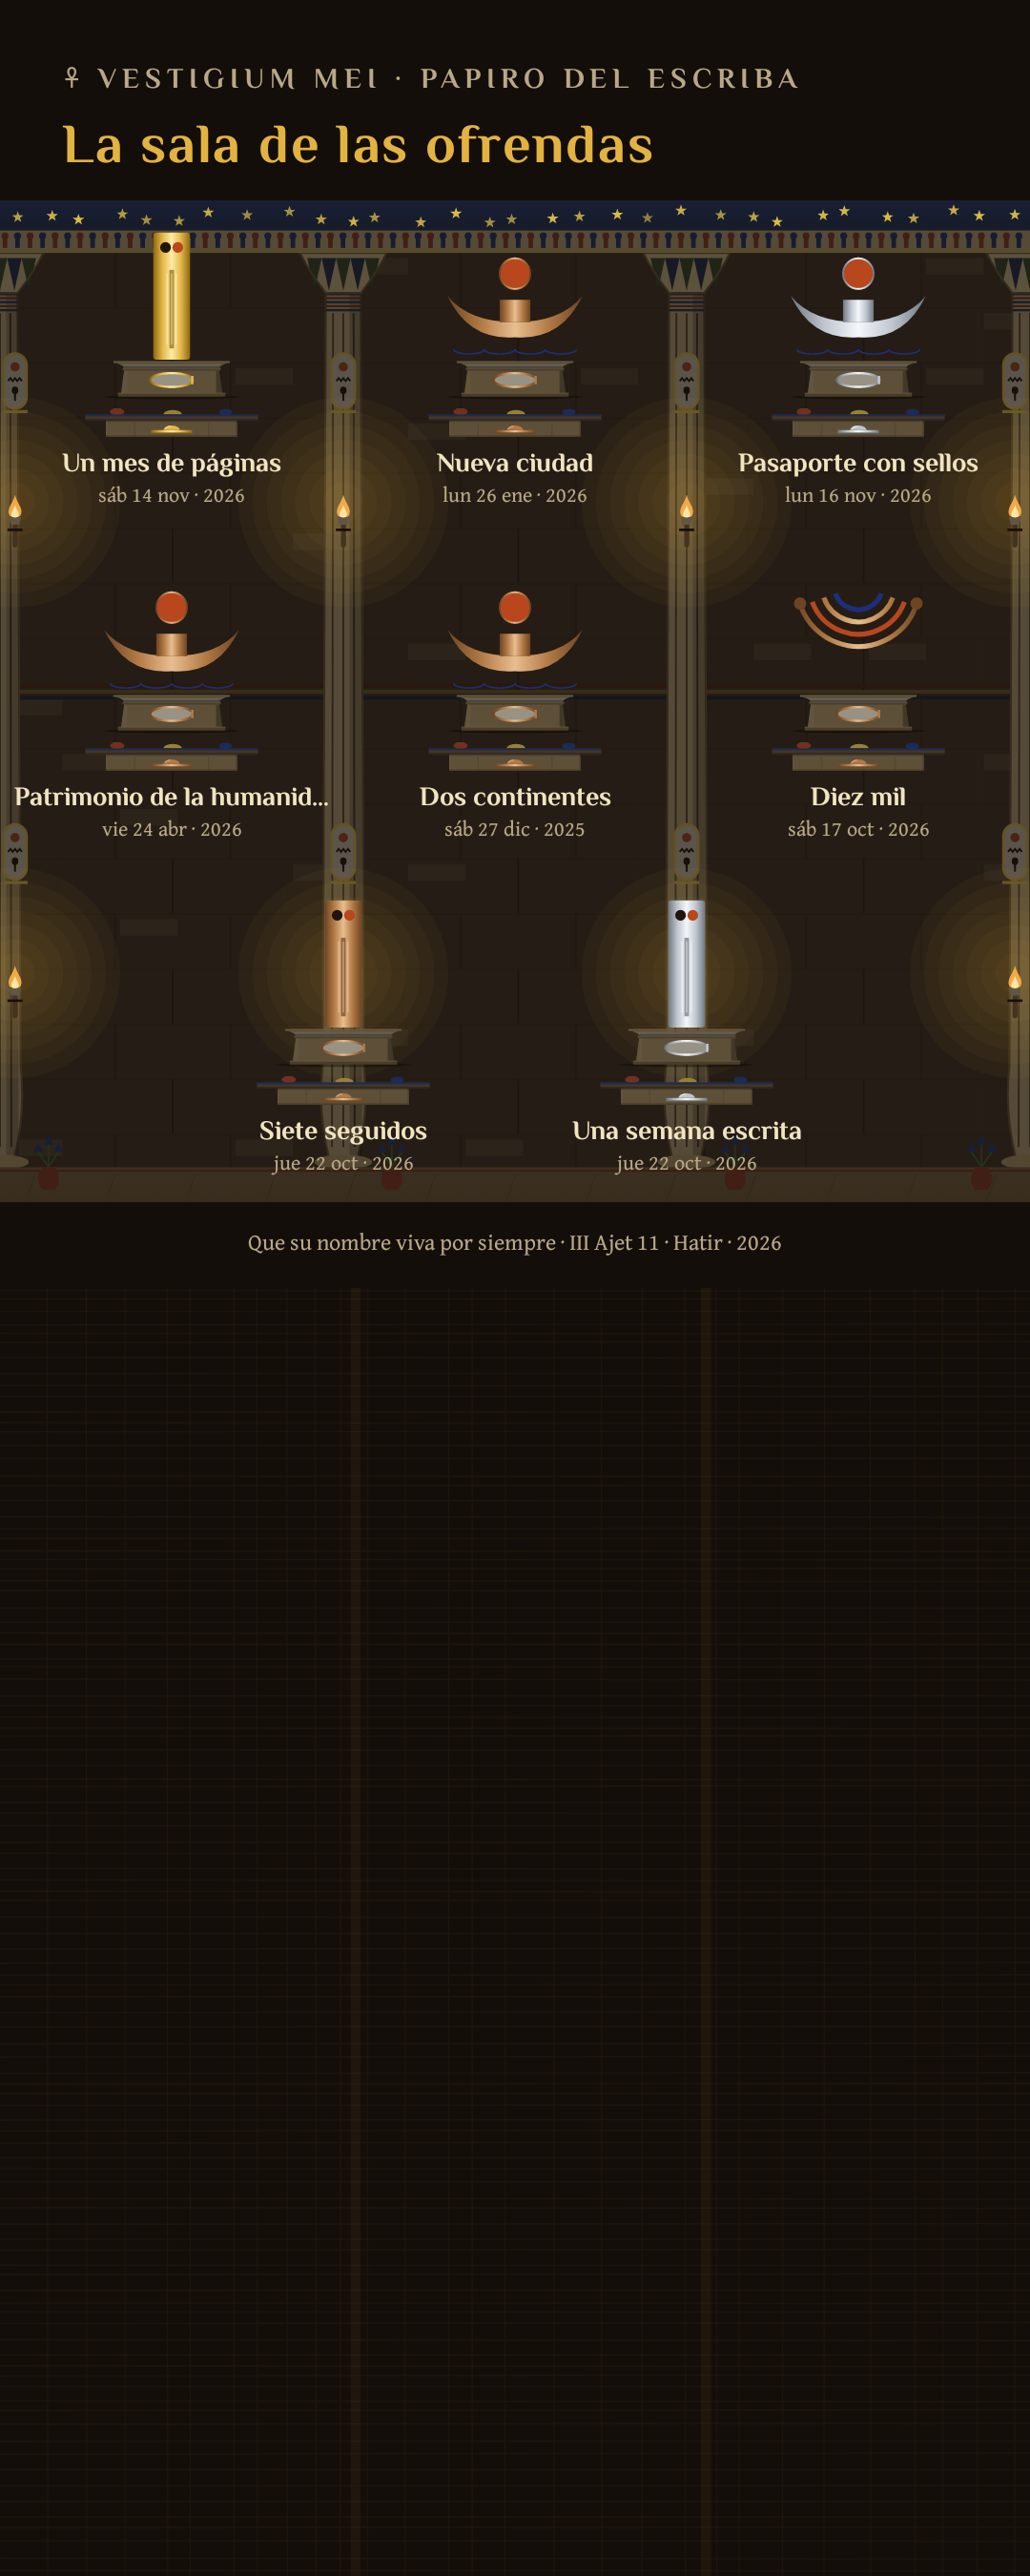 ☥ VESTIGIUM MEI · PAPIRO DEL ESCRIBA
La sala de las ofrendas
Un mes de páginas
sáb 14 nov · 2026
Nueva ciudad
lun 26 ene · 2026
Pasaporte con sellos
lun 16 nov · 2026
Patrimonio de la humanid…
vie 24 abr · 2026
Dos continentes
sáb 27 dic · 2025
Diez mil
sáb 17 oct · 2026
Siete seguidos
jue 22 oct · 2026
Una semana escrita
jue 22 oct · 2026
Que su nombre viva por siempre · III Ajet 11 · Hatir · 2026